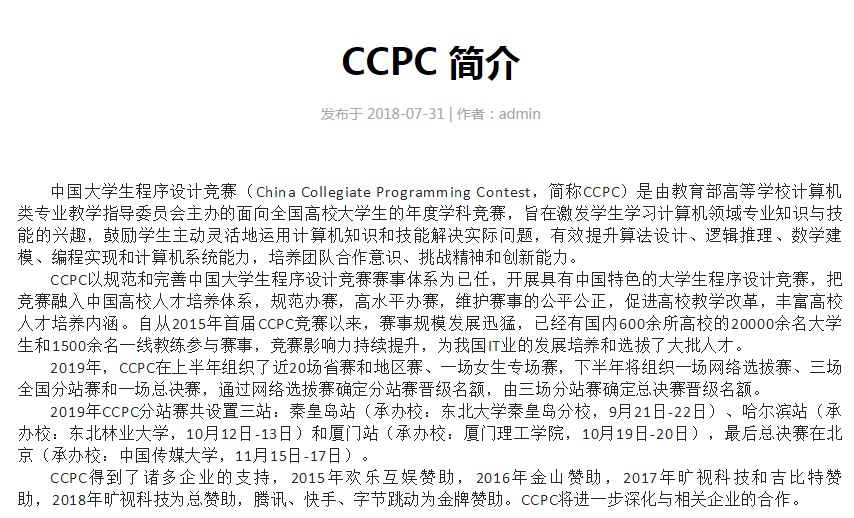 CCPC 简介
发布于 2018-07-31 | 作者：admin
中国大学生程序设计竞赛（China Collegiate Programming Contest，简称CCPC）是由教育部高等学校计算机
类专业教学指导委员会主办的面向全国高校大学生的年度学科竞赛，旨在激发学生学习计算机领域专业知识与技
能的兴趣，鼓励学生主动灵活地运用计算机知识和技能解决实际问题，有效提升算法设计、逻辑推理、数学建
模、编程实现和计算机系统能力，培养团队合作意识、挑战精神和创新能力。
CCPC以规范和完善中国大学生程序设计竞赛赛事体系为已任，开展具有中国特色的大学生程序设计竞赛，把
竞赛融入中国高校人才培养体系，规范办赛，高水平办赛，维护赛事的公平公正，促进高校教学改革，丰富高校
人才培养内涵。自从2015年首届CCPC竞赛以来，赛事规模发展迅猛，已经有国内600余所高校的20000余名大学
生和1500余名一线教练参与赛事，竞赛影响力持续提升，为我国IT业的发展培养和选拔了大批人才。
2019年，CCPC在上半年组织了近20场省赛和地区赛、一场女生专场赛，下半年将组织一场网络选拔赛、三场
全国分站赛和一场总决赛，通过网络选拔赛确定分站赛晋级名额，由三场分站赛确定总决赛晋级名额。
2019年CCPC分站赛共设置三站：秦皇岛站（承办校：东北大学秦皇岛分校，9月21日-22日）、哈尔滨站（承
办校：东北林业大学，10月12日-13日）和厦门站（承办校：厦门理工学院，10月19日-20日），最后总决赛在北
京（承办校：中国传媒大学，11月15日-17日）。
CCPC得到了诸多企业的支持，2015年欢乐互娱赞助，2016年金山赞助，2017年旷视科技和吉比特赞
助，2018年旷视科技为总赞助，腾讯、快手、字节跳动为金牌赞助。CCPC将进一步深化与相关企业的合作。